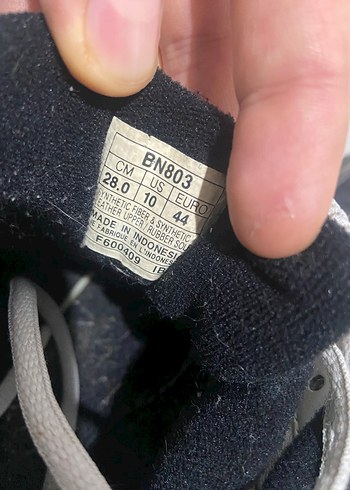 BN803
CM US EURO
28.0 10 44
SYNTHETIC FIBER & SYNTHETIC
LEATHER UPPER / RUBBER SOLE
MADE IN INDONESIA
FABRIQUE EN L'INDONESIE
F600409